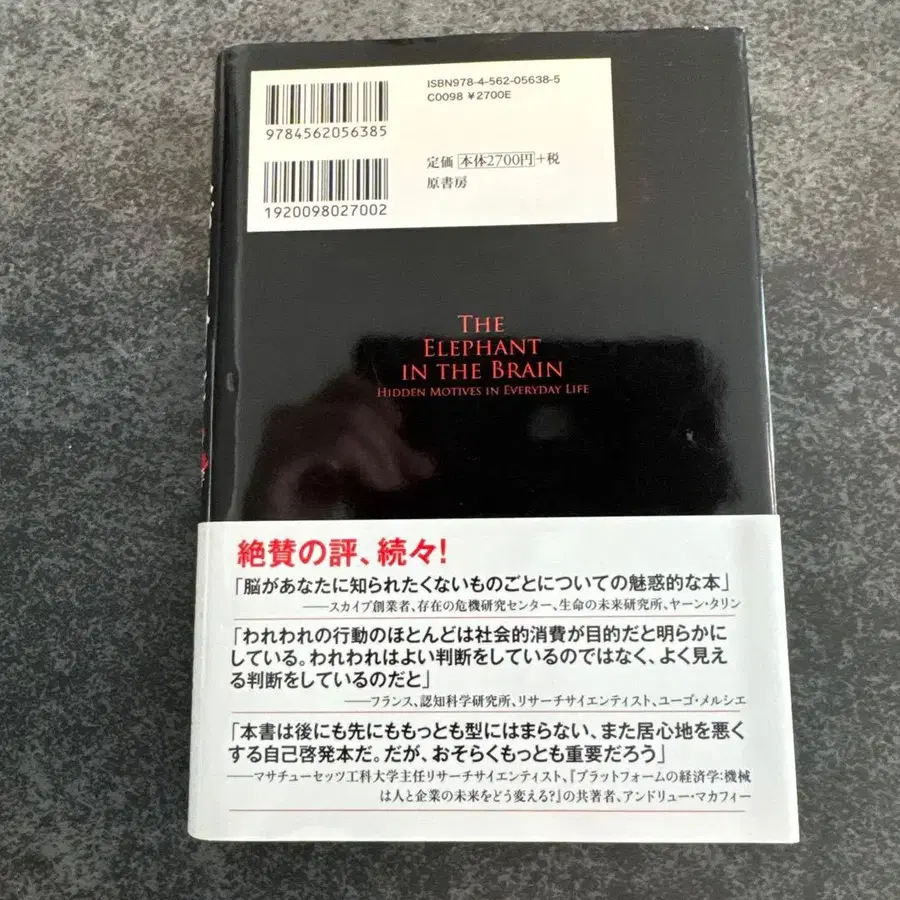 ISBN978-4-562-05638-5
C0098 ¥2700E
9784562056385
定価 本体2700円+税
原書房
1920098027002
THE
ELEPHANT
IN THE BRAIN
HIDDEN MOTIVES IN EVERYDAY LIFE
絶賛の評、続々!
「脳があなたに知られたくないものごとについての魅惑的な本」
──スカイプ創業者、存在の危機研究センター、生命の未来研究所、ヤーン・タリン
「われわれの行動のほとんどは社会的消費が目的だと明らかに
している。われわれはよい判断をしているのではなく、よく見え
る判断をしているのだと」
──フランス、認知科学研究所、リサーチサイエンティスト、ユーゴ・メルシエ
「本書は後にも先にももっとも型にはまらない、また居心地を悪く
する自己啓発本だ。だが、おそらくもっとも重要だろう」
──マサチューセッツ工科大学主任リサーチサイエンティスト、『プラットフォームの経済学:機械
は人と企業の未来をどう変える?』の共著者、アンドリュー・マカフィー